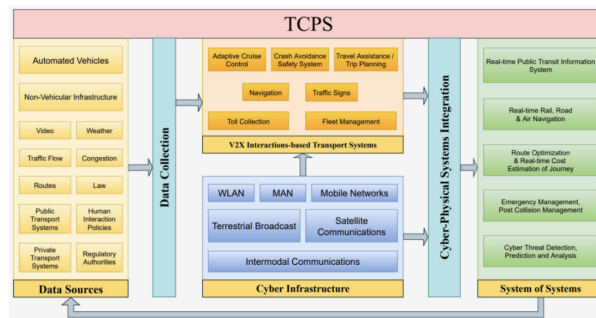 TCPS
Automated Vehicles
Non-Vehicular Infrastructure
Video
Weather
Traffic Flow
Congestion
Routes
Law
Public
Transport
Systems
Human
Interaction
Policies
Private
Transport
Systems
Regulatory
Authorities
Data Sources
Data Collection
Adaptive Cruise
Control
Crash Avoidance
Safety System
Travel Assistance /
Trip Planning
Navigation
Traffic Signs
Toll Collection
Fleet Management
V2X Interactions-based Transport Systems
WLAN
MAN
Mobile Networks
Terrestrial Broadcast
Satellite
Communications
Intermodal Communications
Cyber Infrastructure
Cyber-Physical Systems Integration
Real-time Public Transit Information
System
Real-time Rail, Road
& Air Navigation
Route Optimization
& Real-time Cost
Estimation of Journey
Emergency Management,
Post Collision Management
Cyber Threat Detection,
Prediction and Analysis
System of Systems